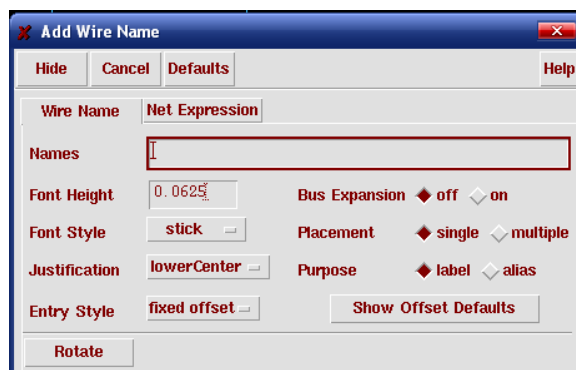 X Add Wire Name
Hide Cancel Defaults Help
Wire Name Net Expression
Names
Font Height 0.0625 Bus Expansion off on
Font Style stick Placement single multiple
Justification lowerCenter Purpose label alias
Entry Style fixed offset Show Offset Defaults
Rotate